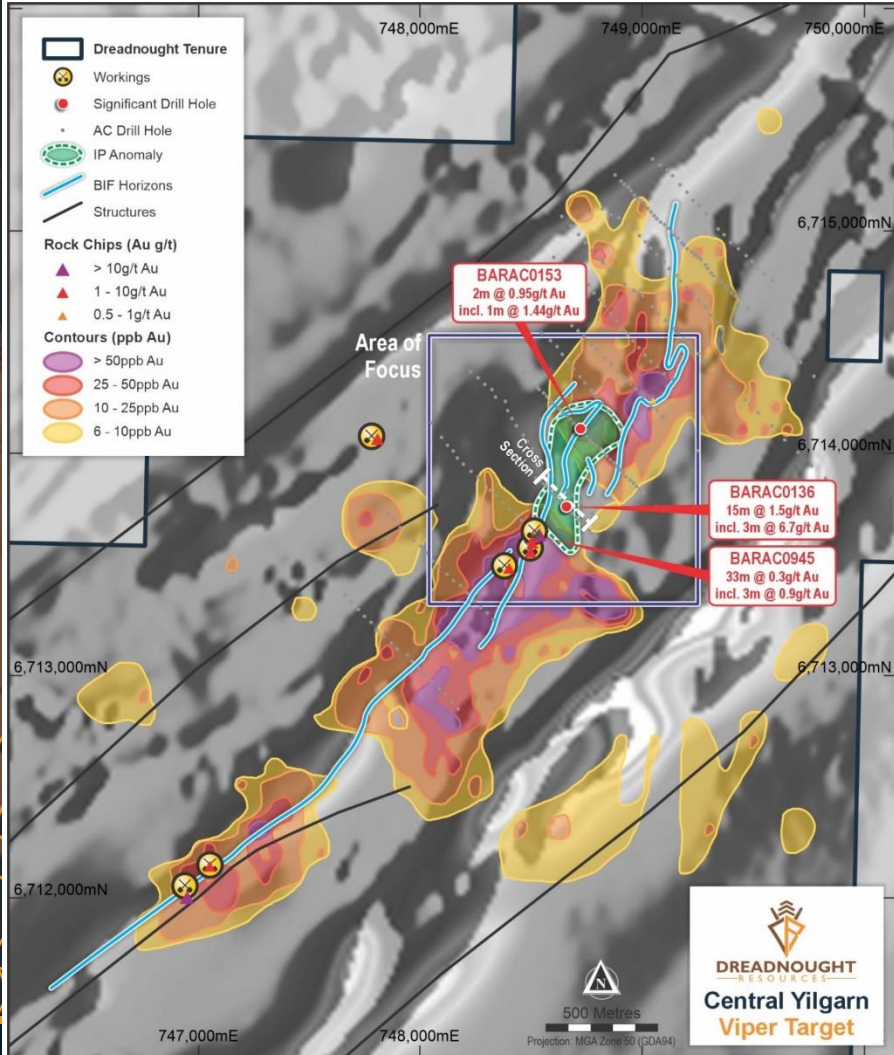 748,000mE
749,000mE
750,000mE
Dreadnought Tenure
Workings
Significant Drill Hole
AC Drill Hole
IP Anomaly
BIF Horizons
Structures
Rock Chips (Au g/t)
> 10g/t Au
1 - 10g/t Au
0.5 - 1g/t Au
Contours (ppb Au)
> 50ppb Au
25 - 50ppb Au
10 - 25ppb Au
6 - 10ppb Au
6,715,000mN
BARAC0153
2m @ 0.95g/t Au
incl. 1m @ 1.44g/t Au
Area of
Focus
6,714,000mN
Cross
Section
BARAC0136
15m @ 1.5g/t Au
incl. 3m @ 6.7g/t Au
BARAC0945
33m @ 0.3g/t Au
incl. 3m @ 0.9g/t Au
6,713,000mN
6,713,000mN
6,712,000mN
N
500 Metres
Projection: MGA Zone 50 (GDA94)
747,000mE
748,000mE
DREADNOUGHT
RESOURCES
Central Yilgarn
Viper Target